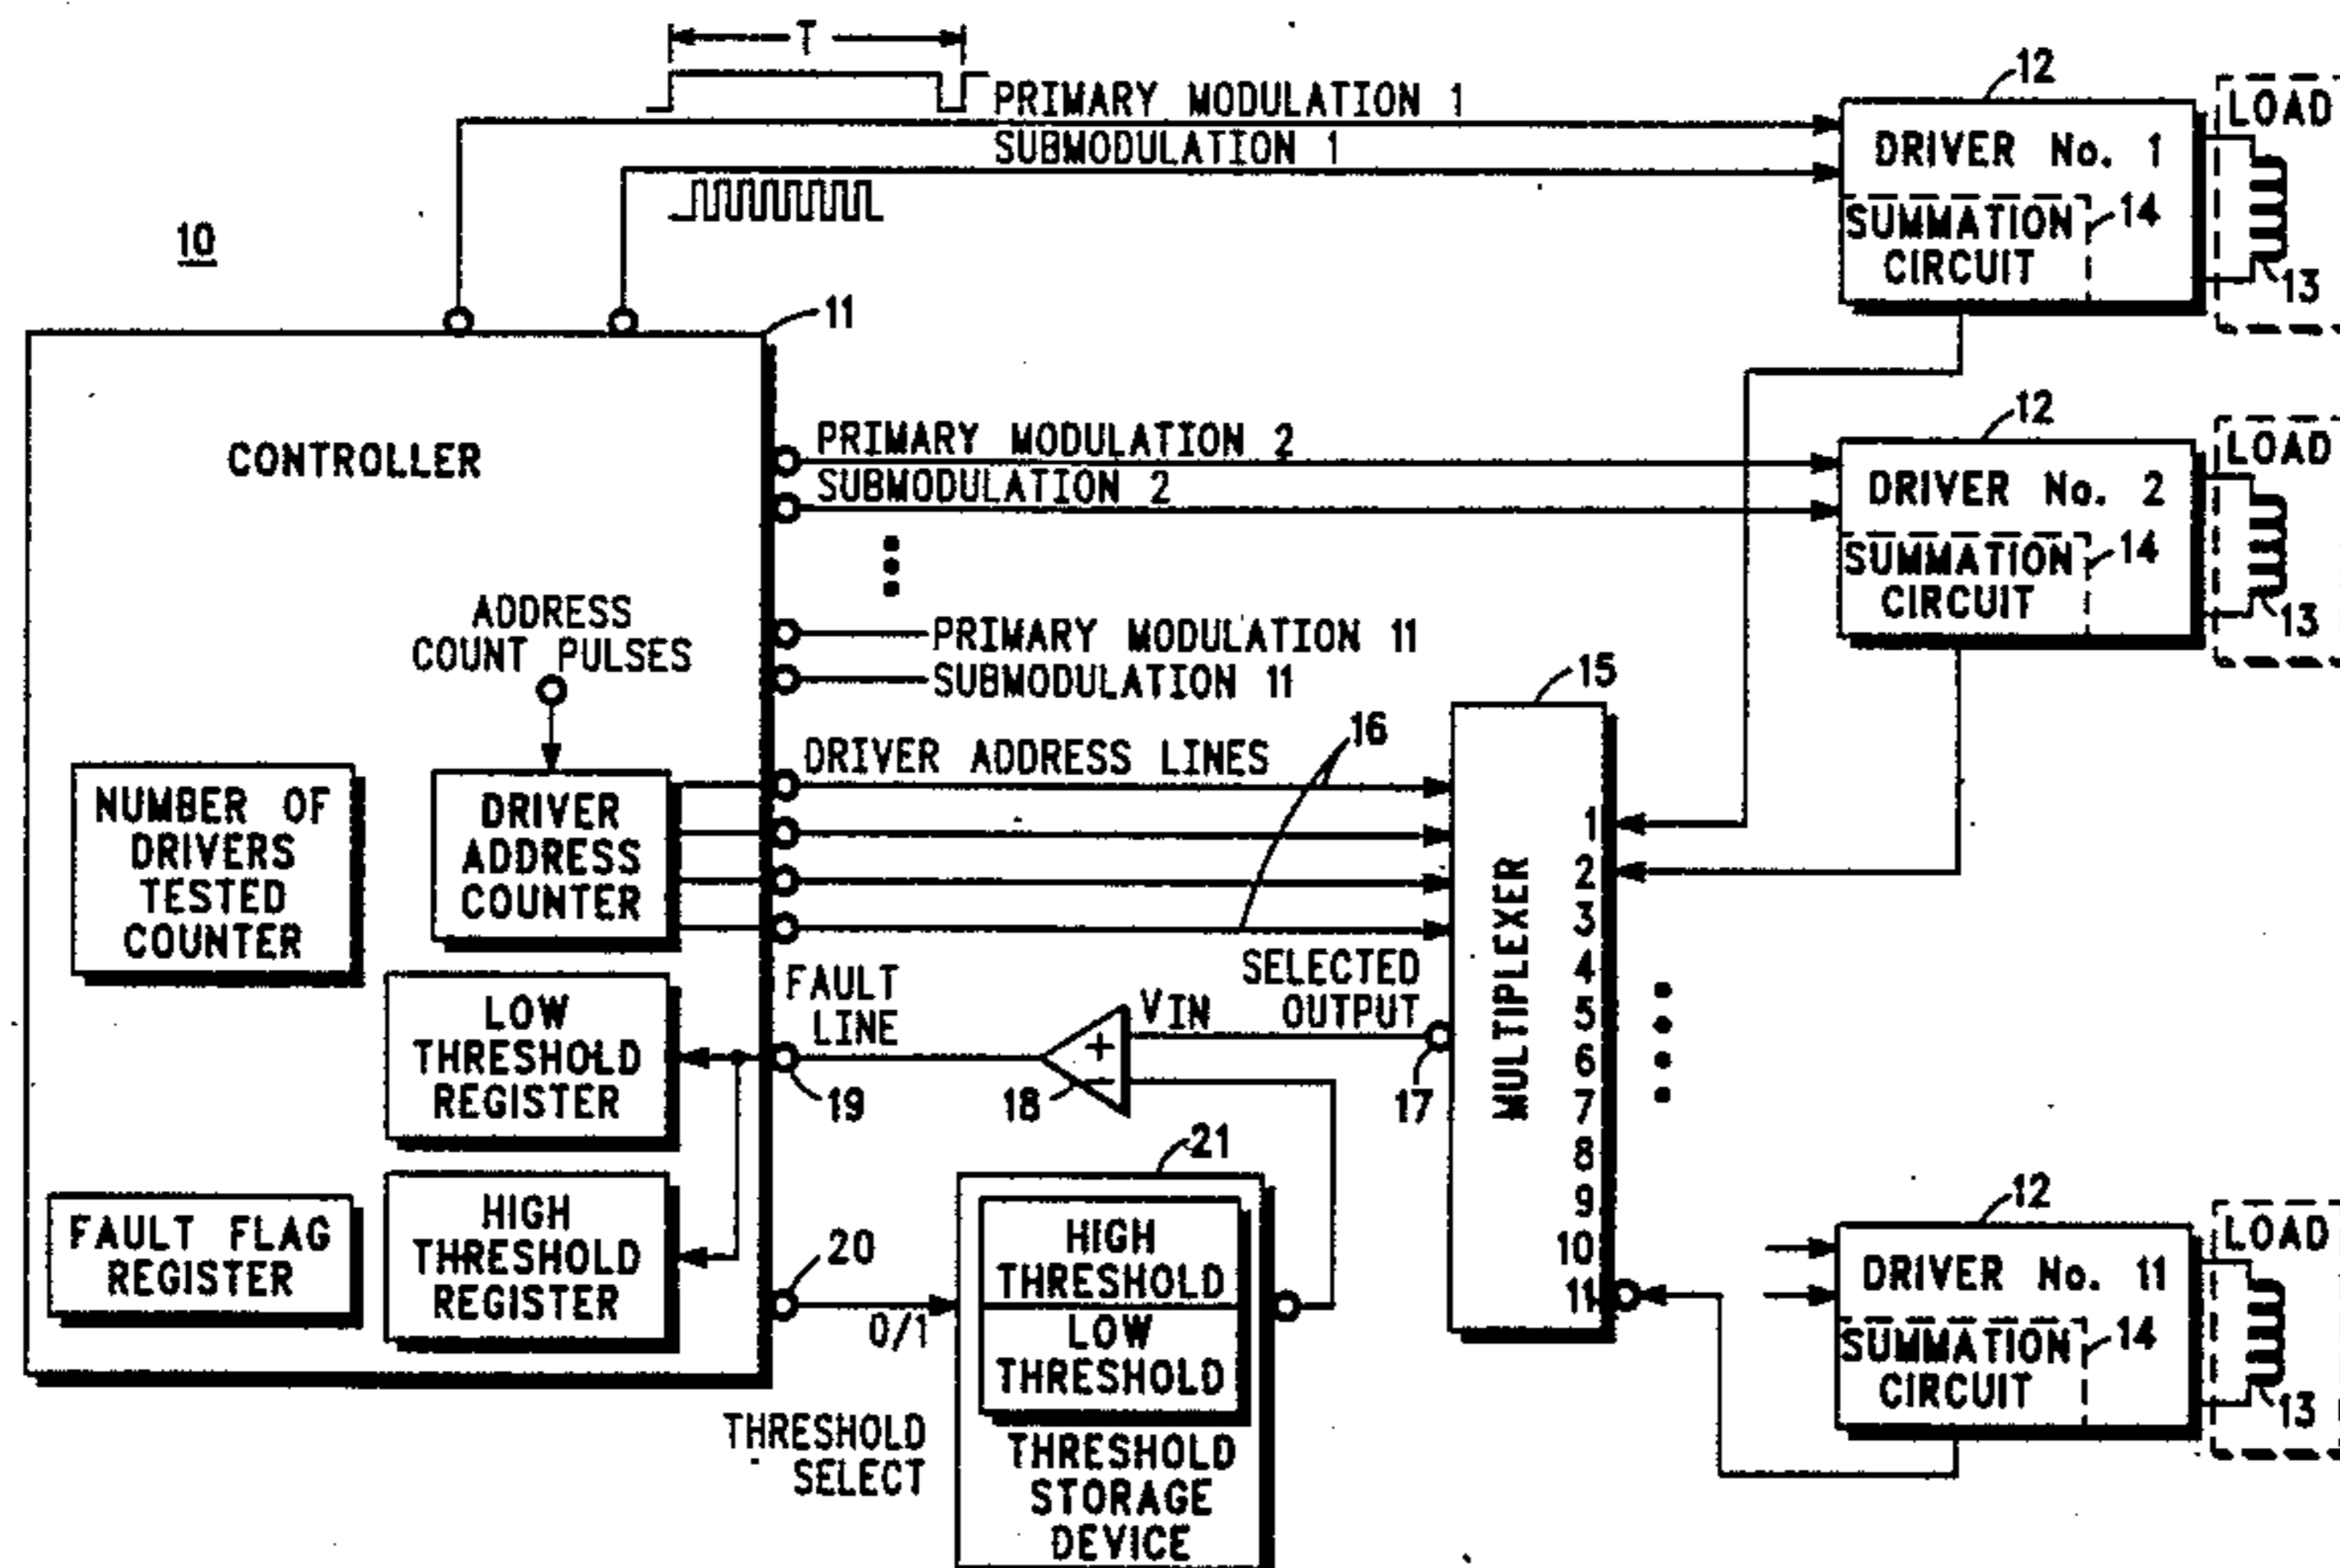 T
PRIMARY MODULATION 1
SUBMODULATION 1
12
LOAD
DRIVER No. 1
SUMMATION
CIRCUIT
14
13
10
11
CONTROLLER
PRIMARY MODULATION 2
SUBMODULATION 2
12
LOAD
DRIVER No. 2
SUMMATION
CIRCUIT
14
13
ADDRESS
COUNT PULSES
PRIMARY MODULATION 11
SUBMODULATION 11
15
16
DRIVER ADDRESS LINES
NUMBER OF
DRIVERS
TESTED
COUNTER
DRIVER
ADDRESS
COUNTER
MULTIPLEXER
1
2
3
4
5
6
7
8
9
10
11
SELECTED
OUTPUT
17
VIN
+
−
18
FAULT
LINE
19
LOW
THRESHOLD
REGISTER
HIGH
THRESHOLD
REGISTER
FAULT FLAG
REGISTER
20
0/1
THRESHOLD
SELECT
21
HIGH
THRESHOLD
LOW
THRESHOLD
THRESHOLD
STORAGE
DEVICE
12
LOAD
DRIVER No. 11
SUMMATION
CIRCUIT
14
13